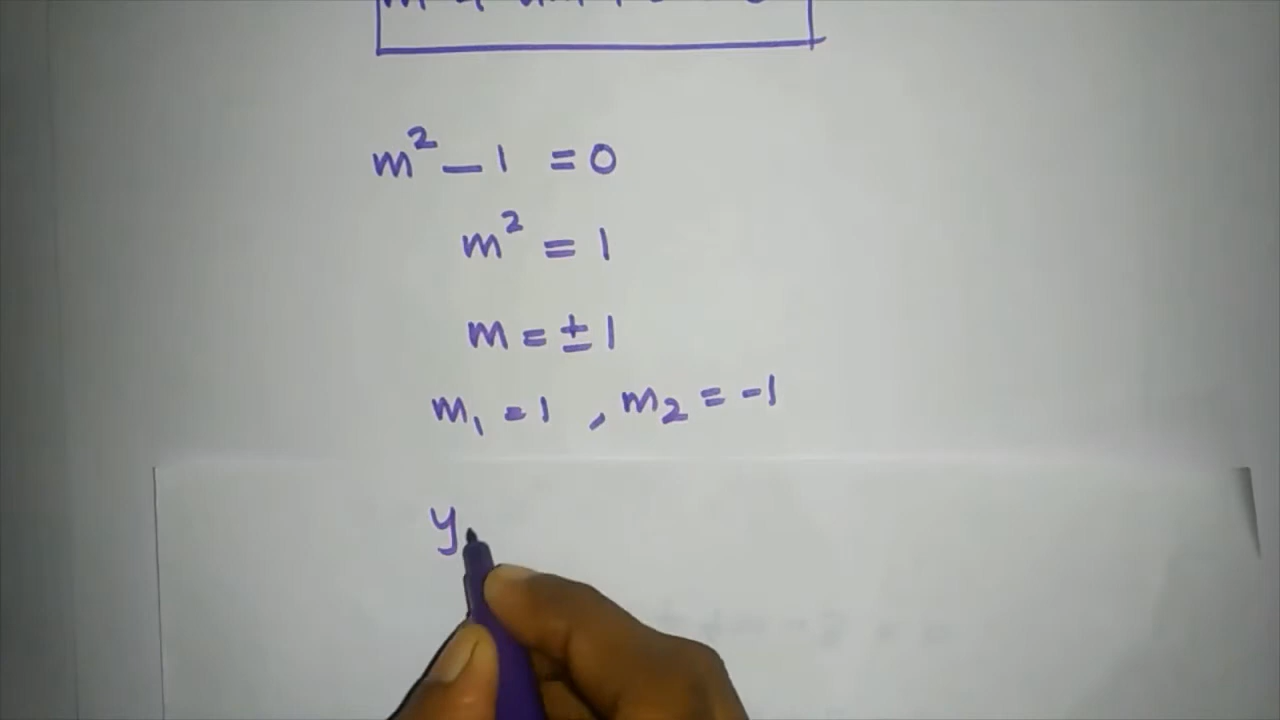 m² – 1 = 0
m² = 1
m = ± 1
m₁ = 1 , m₂ = -1
y